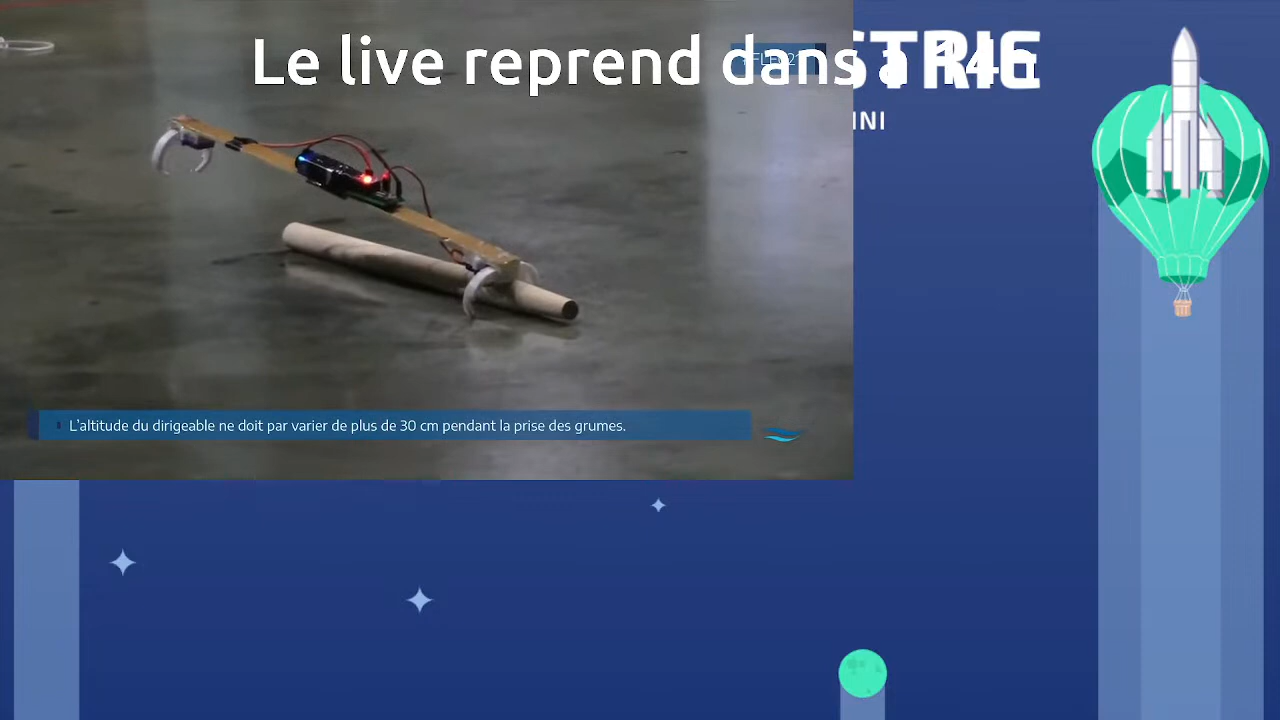 Le live reprend dans
STRIE
INI
L'altitude du dirigeable ne doit par varier de plus de 30 cm pendant la prise des grumes.